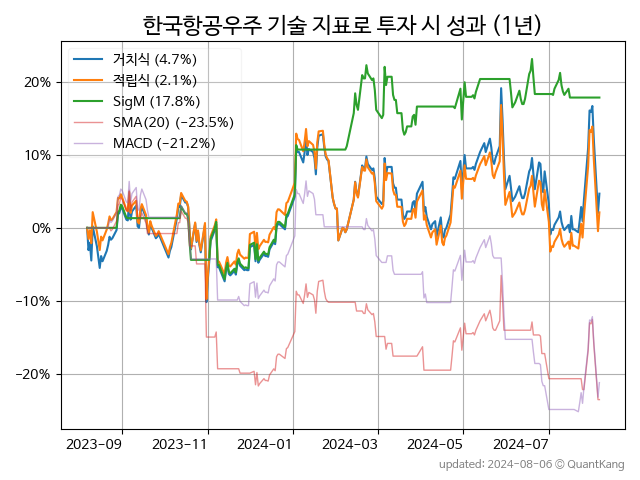 한국항공우주 기술 지표로 투자 시 성과 (1년)
거치식 (4.7%)
적립식 (2.1%)
SigM (17.8%)
SMA(20) (−23.5%)
MACD (−21.2%)
20%
10%
0%
−10%
−20%
2023-09 2023-11 2024-01 2024-03 2024-05 2024-07
updated: 2024-08-06 © QuantKang